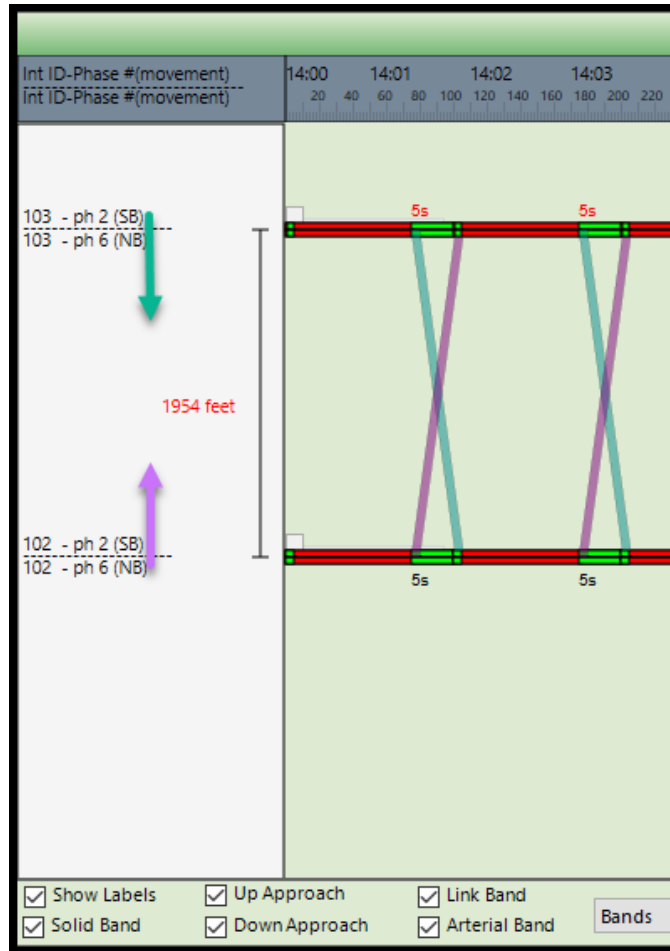 Int ID-Phase #(movement)
Int ID-Phase #(movement)
14:00 14:01 14:02 14:03
20 40 60 80 100 120 140 160 180 200 220
103 - ph 2 (SB)
103 - ph 6 (NB)
5s 5s
1954 feet
102 - ph 2 (SB)
102 - ph 6 (NB)
5s 5s
Show Labels Up Approach Link Band
Solid Band Down Approach Arterial Band
Bands